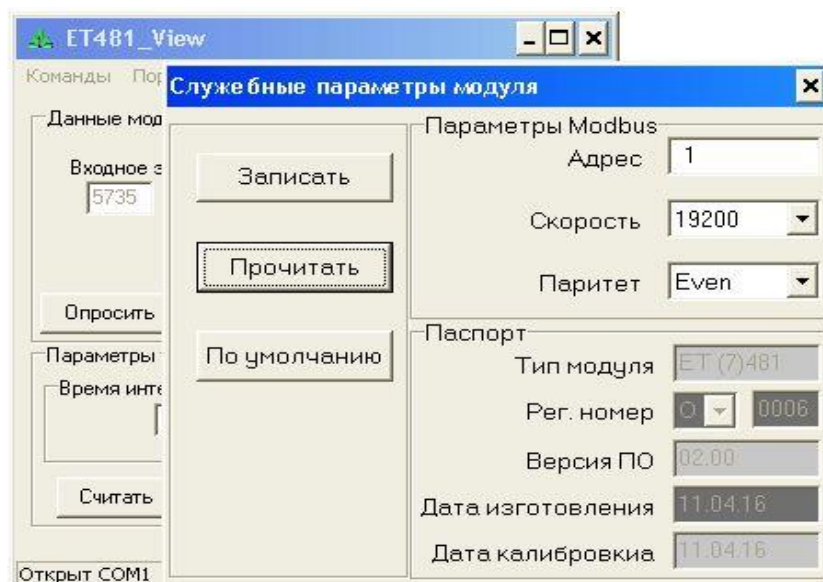 ET481_View
Команды
Служебные параметры модуля
Данные
Входное
5735
Опросить
Параметры
Время
Считать
Открыт COM1
Записать
Прочитать
По умолчанию
Параметры Modbus
Адрес 1
Скорость 19200
Паритет Even
Паспорт
Тип модуля ET (7)481
Рег. номер О 0006
Версия ПО 02.00
Дата изготовления 11.04.16
Дата калибровкиа 11.04.16